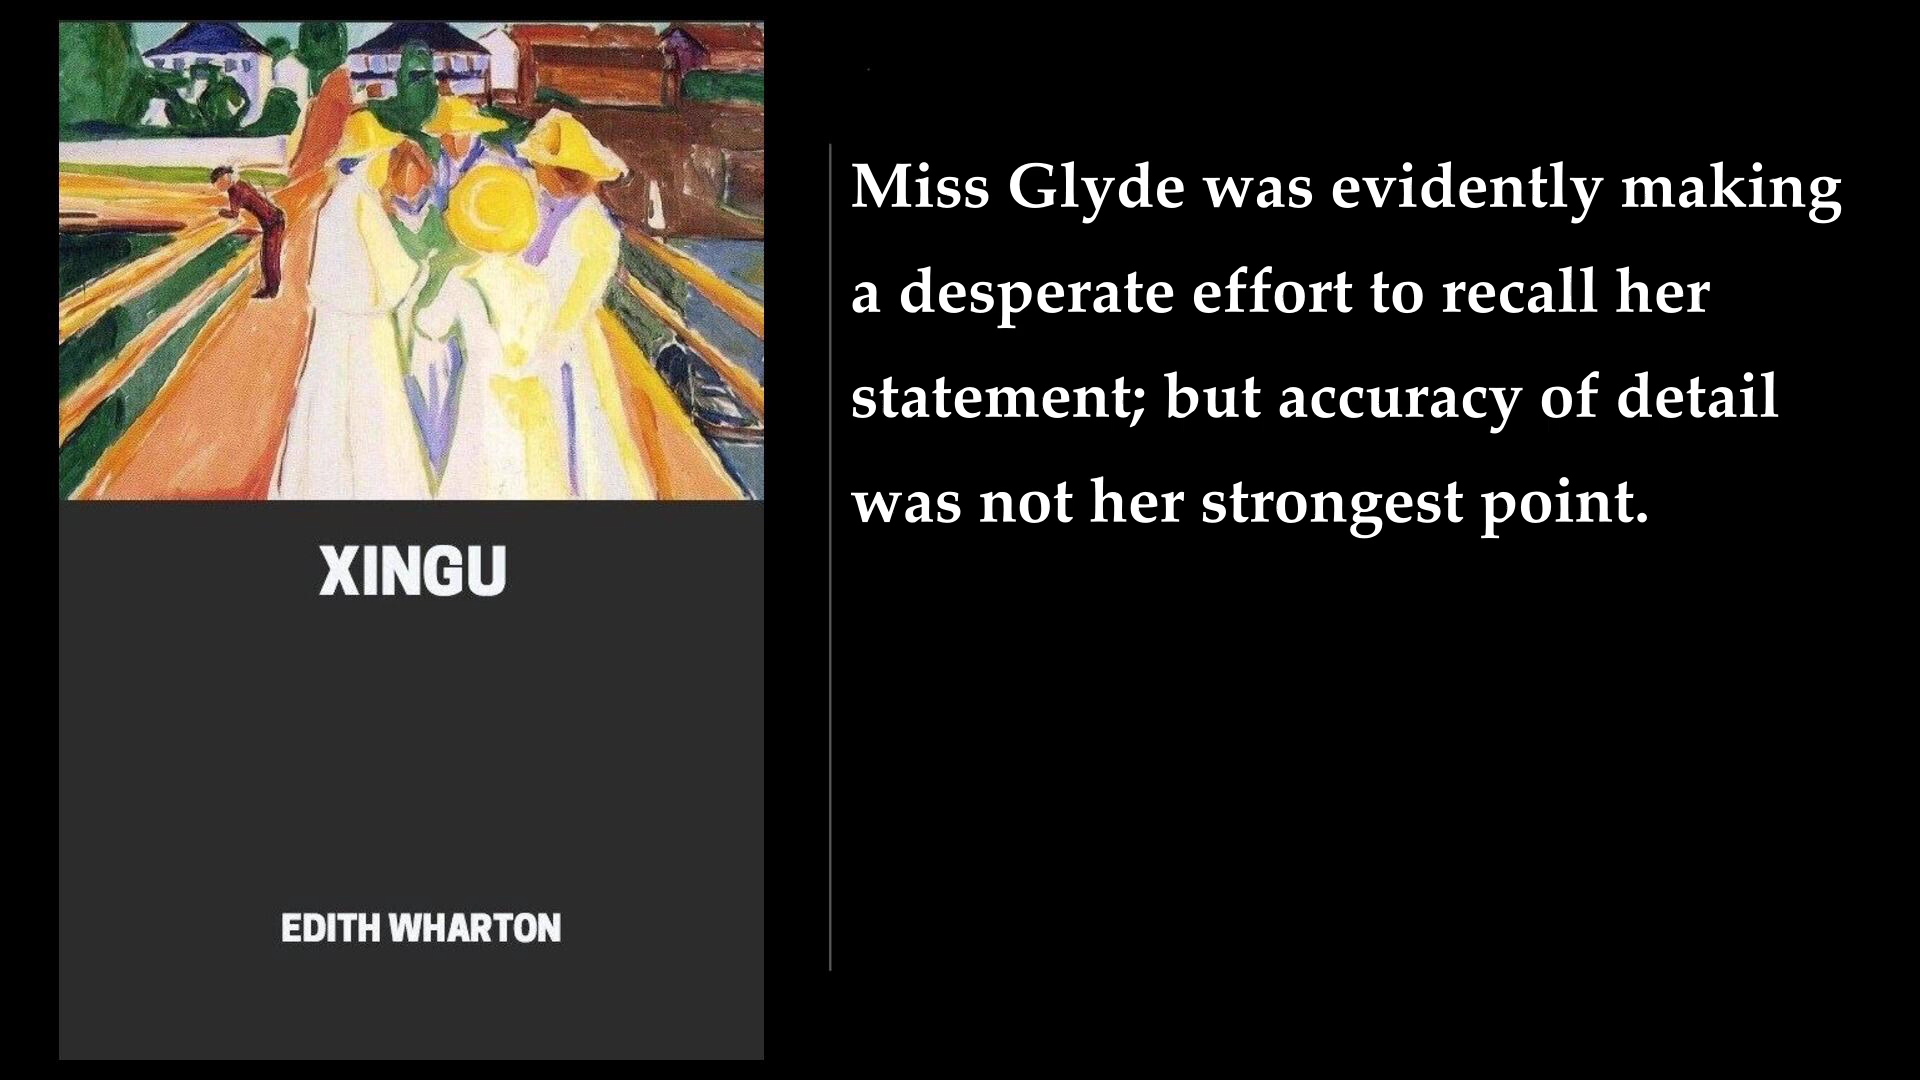 XINGU
EDITH WHARTON
Miss Glyde was evidently making
a desperate effort to recall her
statement; but accuracy of detail
was not her strongest point.